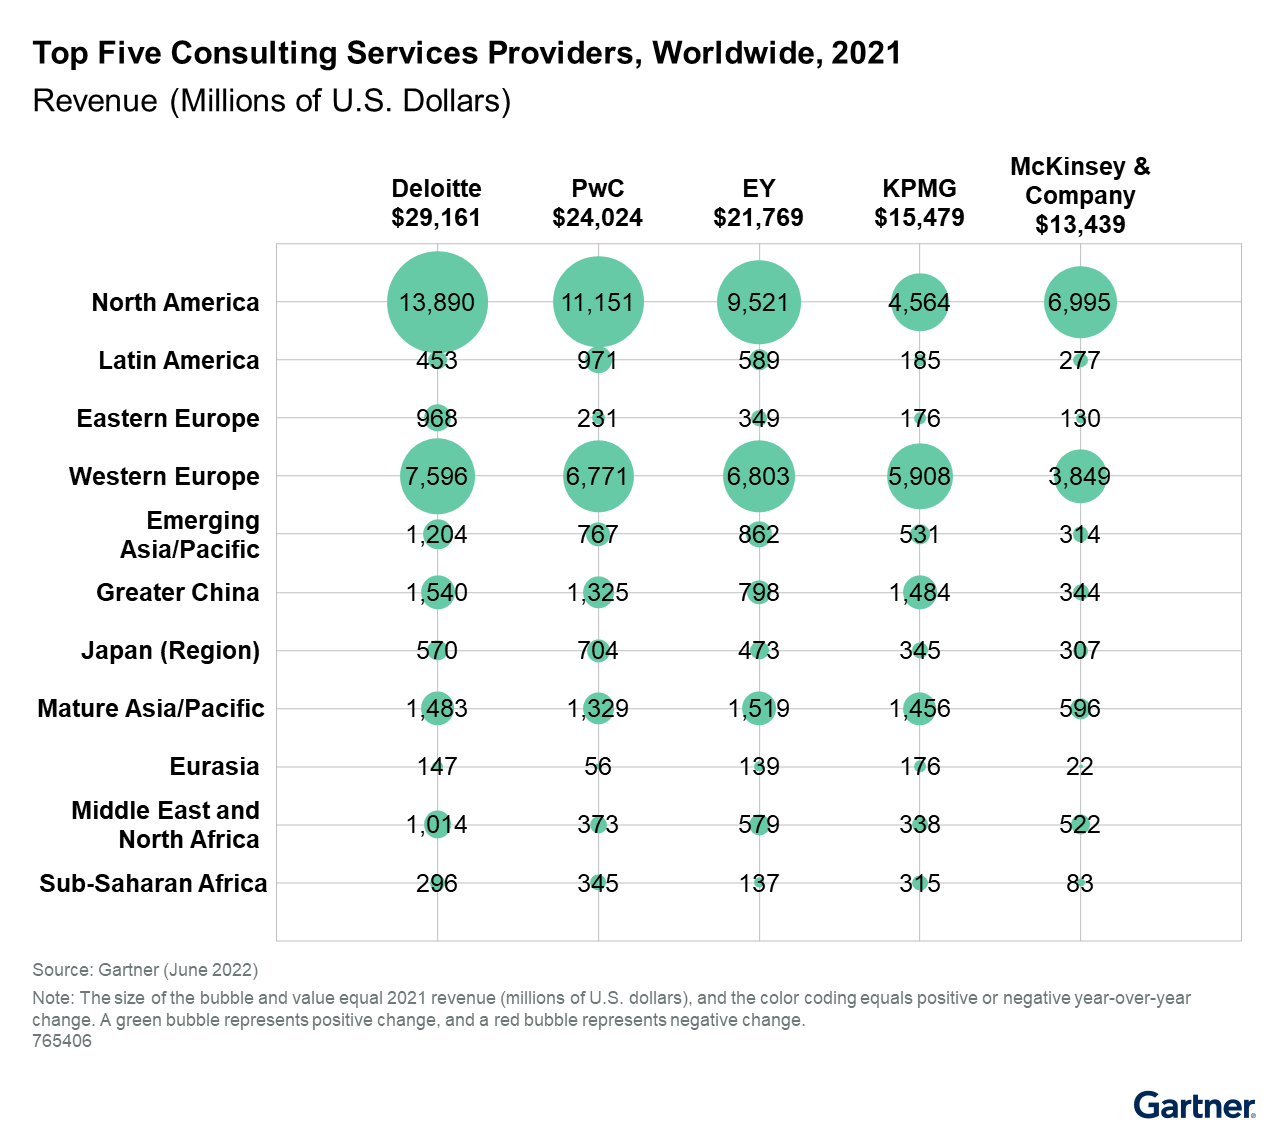 Top Five Consulting Services Providers, Worldwide, 2021
Revenue (Millions of U.S. Dollars)
Deloitte
$29,161
PwC
$24,024
EY
$21,769
KPMG
$15,479
McKinsey &
Company
$13,439
North America 13,890 11,151 9,521 4,564 6,995
Latin America 453 971 589 185 277
Eastern Europe 968 231 349 176 130
Western Europe 7,596 6,771 6,803 5,908 3,849
Emerging
Asia/Pacific 1,204 767 862 531 314
Greater China 1,540 1,325 798 1,484 344
Japan (Region) 570 704 473 345 307
Mature Asia/Pacific 1,483 1,329 1,519 1,456 596
Eurasia 147 56 139 176 22
Middle East and
North Africa 1,014 373 579 338 522
Sub-Saharan Africa 296 345 137 315 83
Source: Gartner (June 2022)
Note: The size of the bubble and value equal 2021 revenue (millions of U.S. dollars), and the color coding equals positive or negative year-over-year
change. A green bubble represents positive change, and a red bubble represents negative change.
765406
Gartner